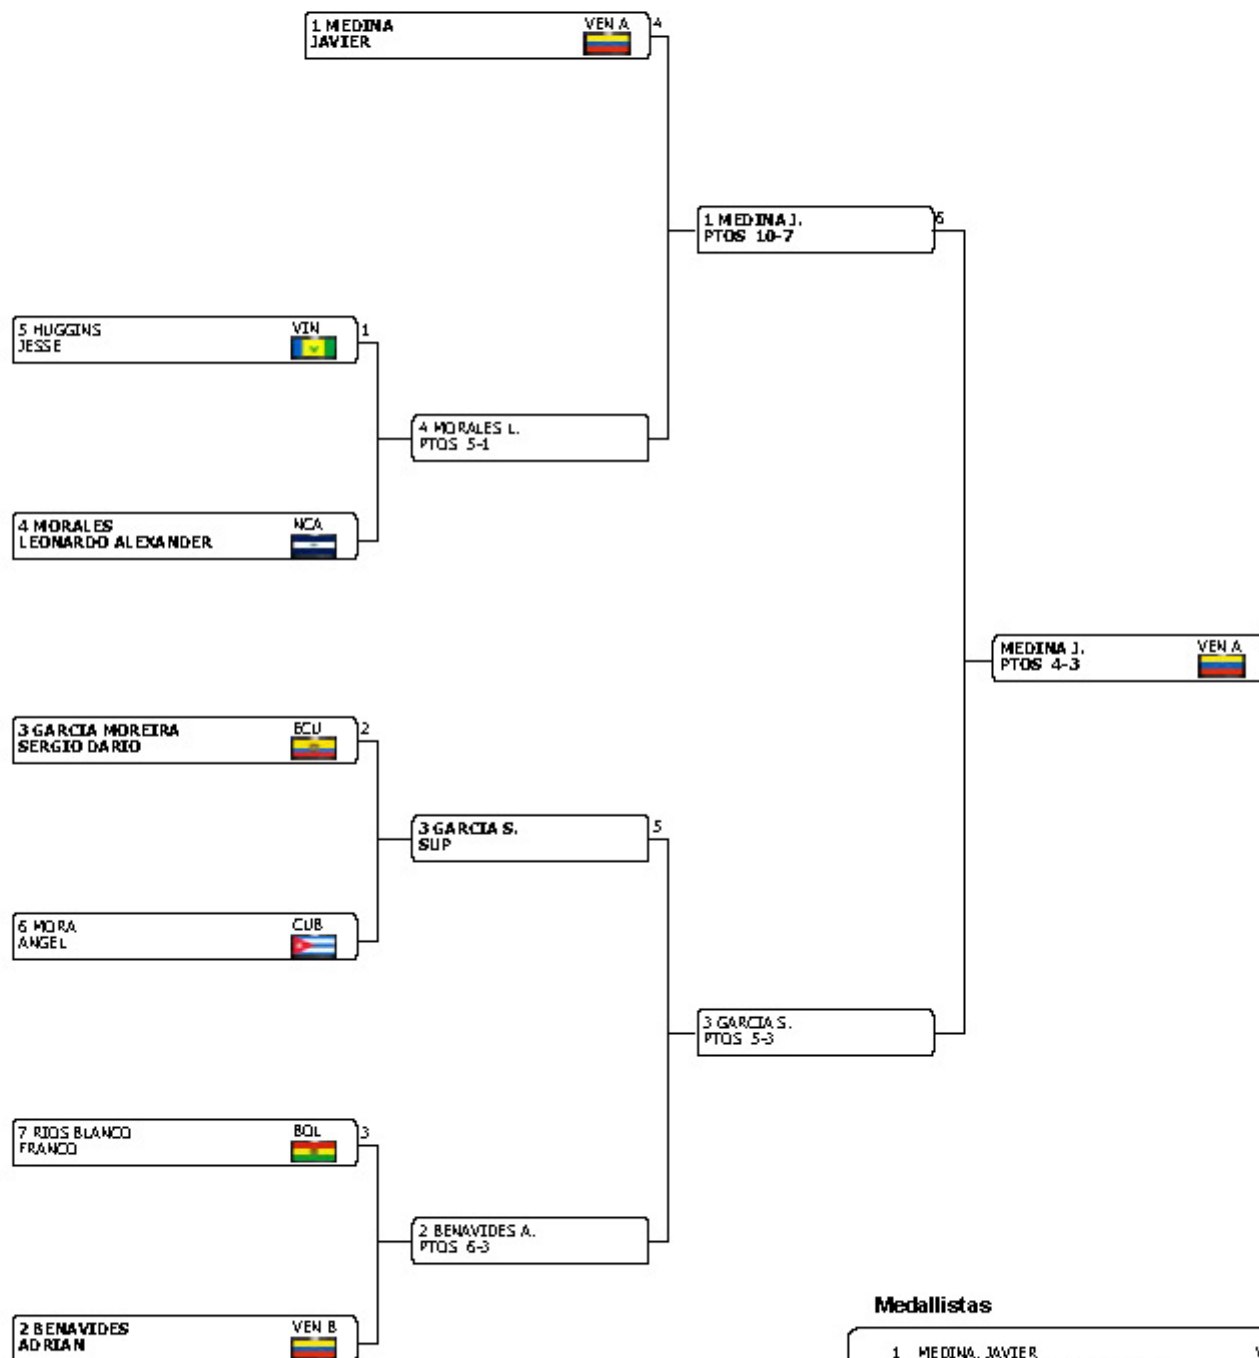 1 MEDINA VEN A 4
JAVIER
1 MEDINA J. 6
PTOS 10-7
5 HUGGINS VIN 1
JESSE
4 MORALES L.
PTOS 5-1
4 MORALES NCA
LEONARDO ALEXANDER
MEDINA J. VEN A
PTOS 4-3
3 GARCIA MOREIRA ECU 2
SERGIO DARIO
3 GARCIA S. 5
SUP
6 MORA CUB
ANGEL
3 GARCIA S.
PTOS 5-3
7 RIOS BLANCO BOL 3
FRANCO
2 BENAVIDES A.
PTOS 6-3
Medallistas
2 BENAVIDES VEN B
ADRIAN
1 MEDINA, JAVIER